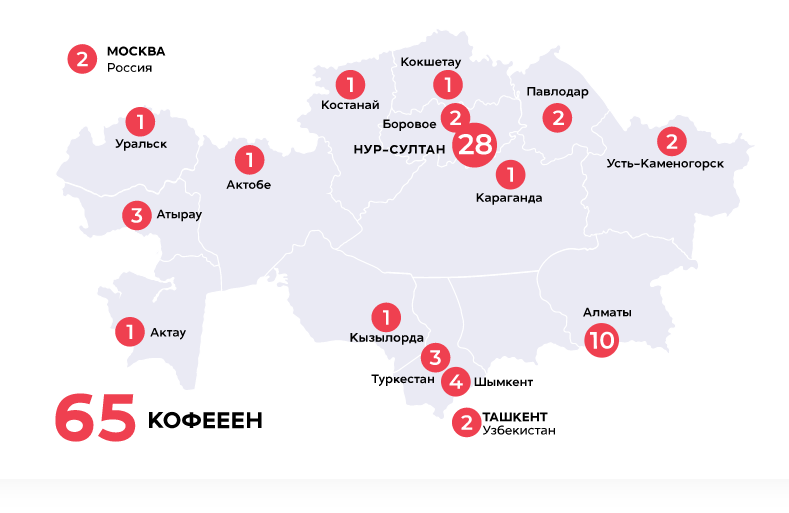 2 МОСКВА
Россия
Кокшетау
1
1
Костанай
Павлодар
2
1
Уральск
Боровое 2
НУР-СУЛТАН 28
2
Усть-Каменогорск
1
Актобе
1
Караганда
3 Атырау
1 Актау
1
Кызылорда
Алматы
10
3
Туркестан
4 Шымкент
65 КОФЕЕЕН
2 ТАШКЕНТ
Узбекистан